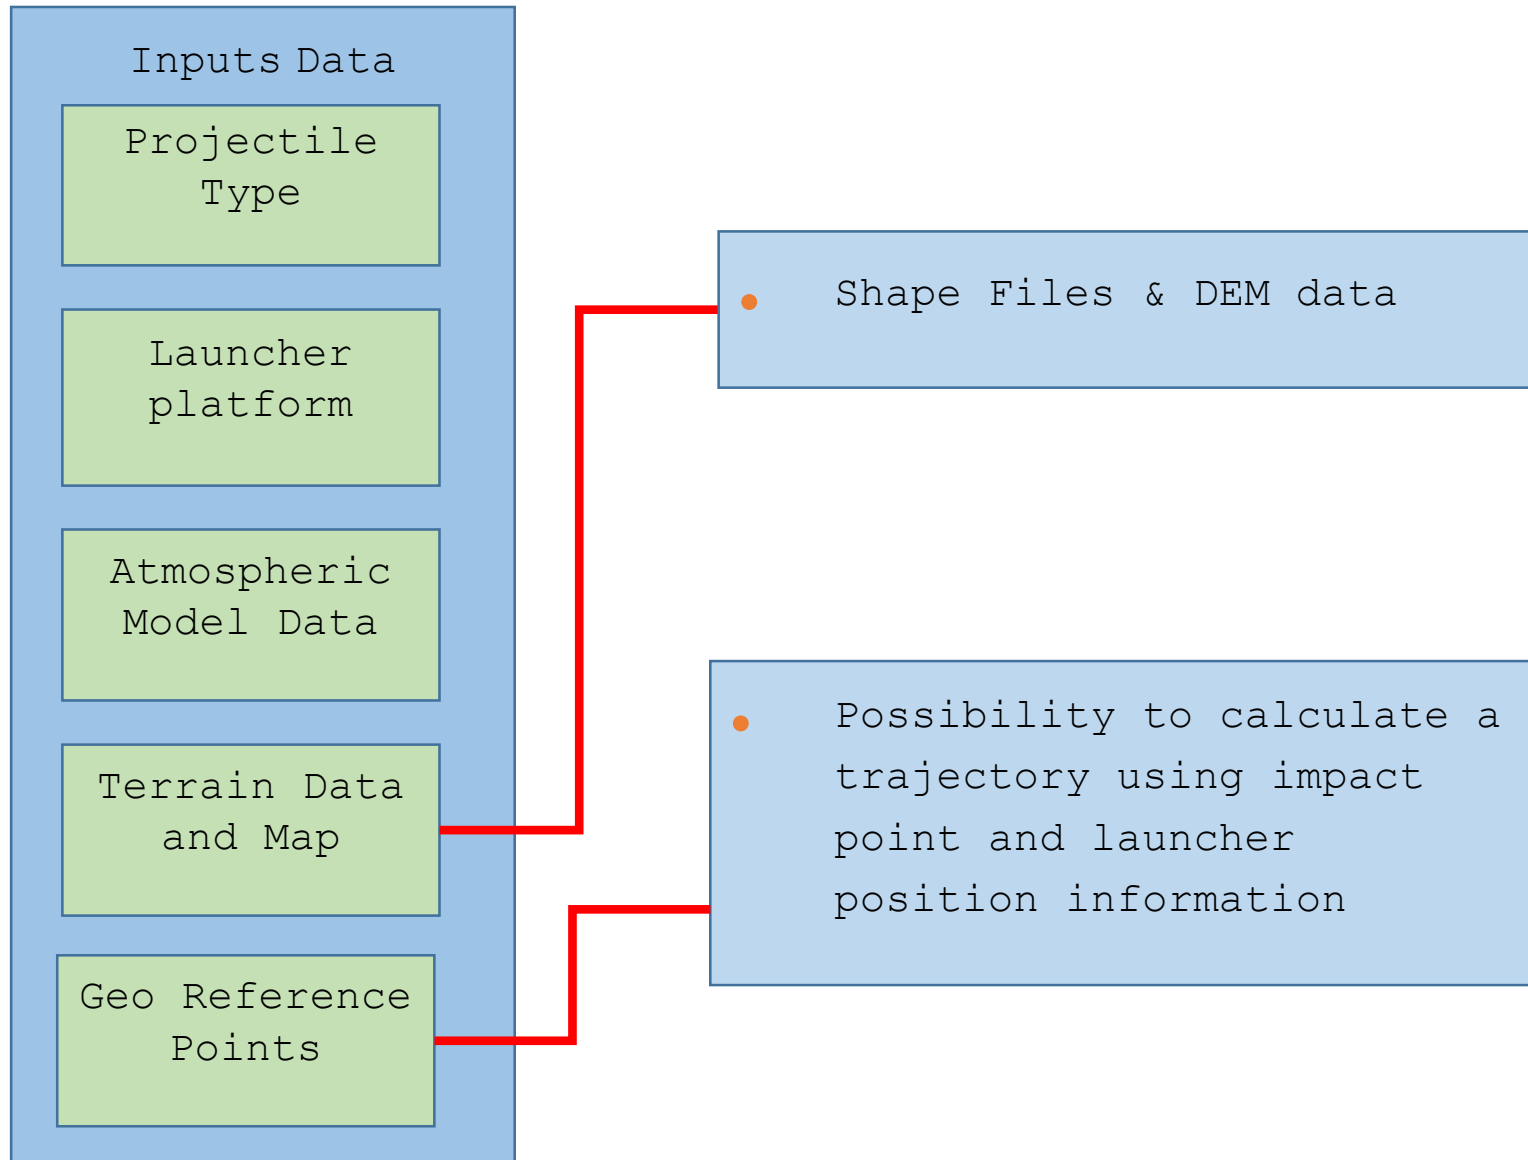 Inputs Data
Projectile
Type
Launcher
platform
Atmospheric
Model Data
Terrain Data
and Map
Geo Reference
Points
• Shape Files & DEM data
• Possibility to calculate a
trajectory using impact
point and launcher
position information